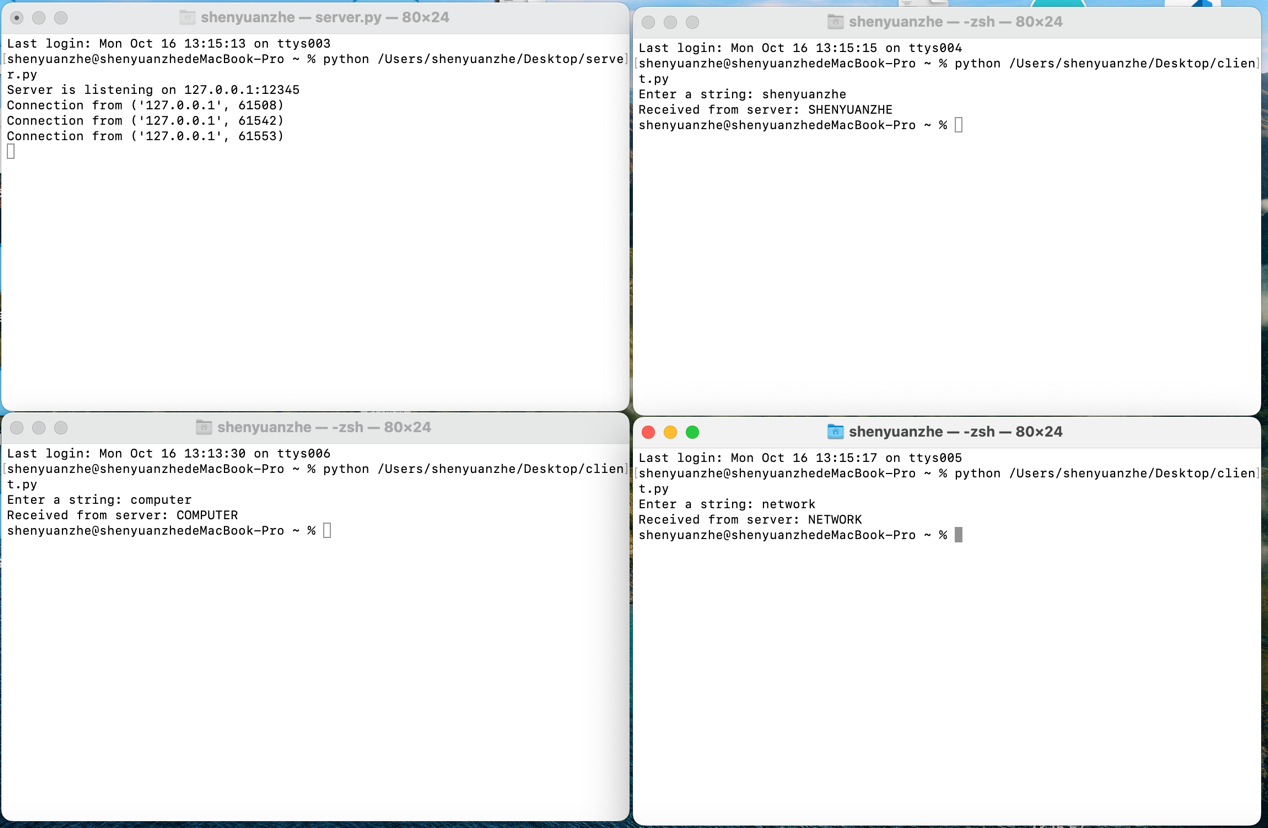 shenyuanzhe — server.py — 80×24
Last login: Mon Oct 16 13:15:13 on ttys003
[shenyuanzhe@shenyuanzhedeMacBook-Pro ~ % python /Users/shenyuanzhe/Desktop/serve]
r.py
Server is listening on 127.0.0.1:12345
Connection from ('127.0.0.1', 61508)
Connection from ('127.0.0.1', 61542)
Connection from ('127.0.0.1', 61553)
shenyuanzhe — -zsh — 80×24
Last login: Mon Oct 16 13:15:15 on ttys004
[shenyuanzhe@shenyuanzhedeMacBook-Pro ~ % python /Users/shenyuanzhe/Desktop/clien]
t.py
Enter a string: shenyuanzhe
Received from server: SHENYUANZHE
shenyuanzhe@shenyuanzhedeMacBook-Pro ~ %
shenyuanzhe — -zsh — 80×24
Last login: Mon Oct 16 13:13:30 on ttys006
[shenyuanzhe@shenyuanzhedeMacBook-Pro ~ % python /Users/shenyuanzhe/Desktop/clien]
t.py
Enter a string: computer
Received from server: COMPUTER
shenyuanzhe@shenyuanzhedeMacBook-Pro ~ %
shenyuanzhe — -zsh — 80×24
Last login: Mon Oct 16 13:15:17 on ttys005
[shenyuanzhe@shenyuanzhedeMacBook-Pro ~ % python /Users/shenyuanzhe/Desktop/clien]
t.py
Enter a string: network
Received from server: NETWORK
shenyuanzhe@shenyuanzhedeMacBook-Pro ~ %